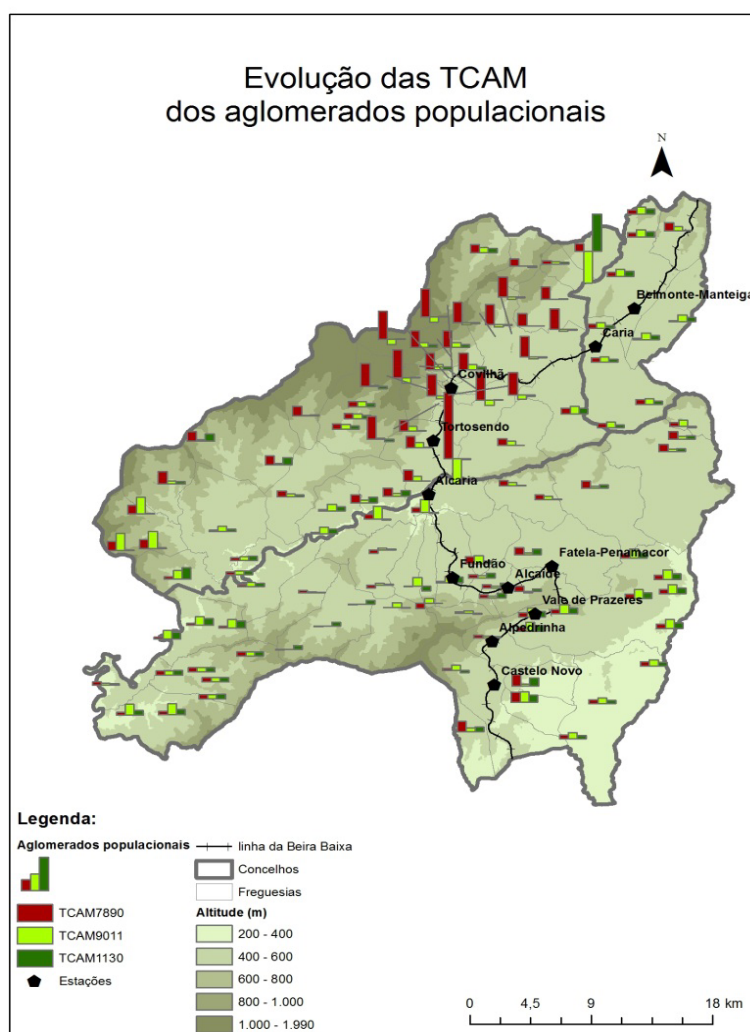 Evolução das TCAM
dos aglomerados populacionais
N
Belmonte-Manteiga
Caria
Covilhã
Tortosendo
Alcaria
Fundão
Fatela-Penamacor
Alcaide
Vale de Prazeres
Alpedrinha
Castelo Novo
Legenda:
Aglomerados populacionais
TCAM7890
TCAM9011
TCAM1130
Estações
linha da Beira Baixa
Concelhos
Freguesias
Altitude (m)
200 - 400
400 - 600
600 - 800
800 - 1.000
1.000 - 1.990
0 4,5 9 18 km